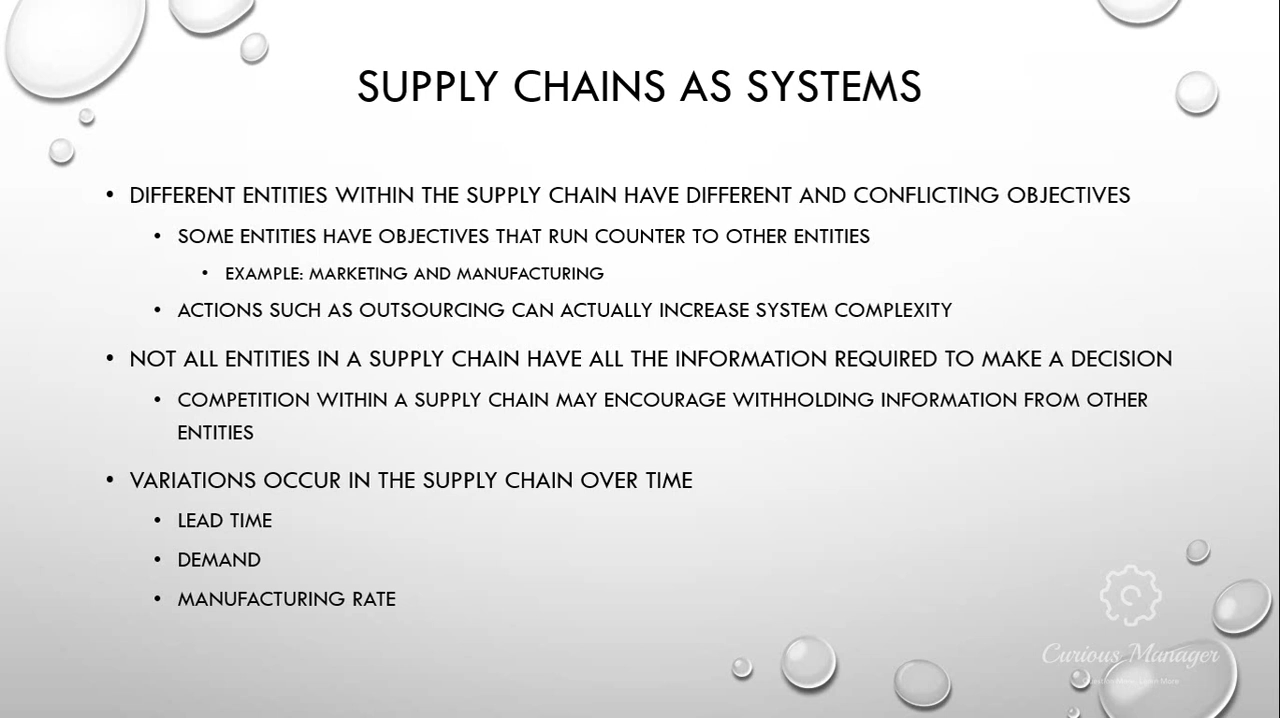 SUPPLY CHAINS AS SYSTEMS
• DIFFERENT ENTITIES WITHIN THE SUPPLY CHAIN HAVE DIFFERENT AND CONFLICTING OBJECTIVES
• SOME ENTITIES HAVE OBJECTIVES THAT RUN COUNTER TO OTHER ENTITIES
• EXAMPLE: MARKETING AND MANUFACTURING
• ACTIONS SUCH AS OUTSOURCING CAN ACTUALLY INCREASE SYSTEM COMPLEXITY
• NOT ALL ENTITIES IN A SUPPLY CHAIN HAVE ALL THE INFORMATION REQUIRED TO MAKE A DECISION
• COMPETITION WITHIN A SUPPLY CHAIN MAY ENCOURAGE WITHHOLDING INFORMATION FROM OTHER
ENTITIES
• VARIATIONS OCCUR IN THE SUPPLY CHAIN OVER TIME
• LEAD TIME
• DEMAND
• MANUFACTURING RATE
Curious Manager